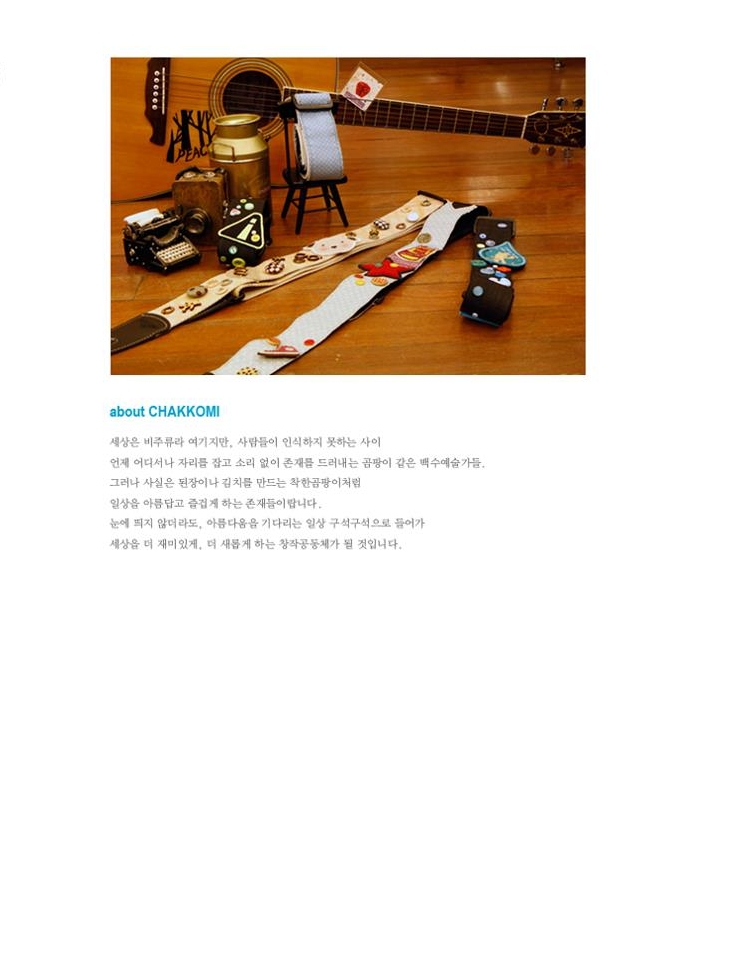 PEACE
about CHAKKOMI
세상은 비주류라 여기지만, 사람들이 인식하지 못하는 사이
언제 어디서나 자리를 잡고 소리 없이 존재를 드러내는 곰팡이 같은 백수예술가들.
그러나 사실은 된장이나 김치를 만드는 착한곰팡이처럼
일상을 아름답고 즐겁게 하는 존재들이랍니다.
눈에 띄지 않더라도, 아름다움을 기다리는 일상 구석구석으로 들어가
세상을 더 재미있게, 더 새롭게 하는 창작공동체가 될 것입니다.